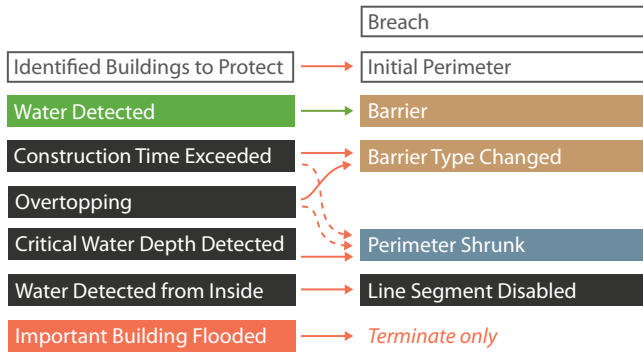 Breach
Identified Buildings to Protect
Initial Perimeter
Water Detected
Barrier
Construction Time Exceeded
Barrier Type Changed
Overtopping
Critical Water Depth Detected
Perimeter Shrunk
Water Detected from Inside
Line Segment Disabled
Important Building Flooded
Terminate only